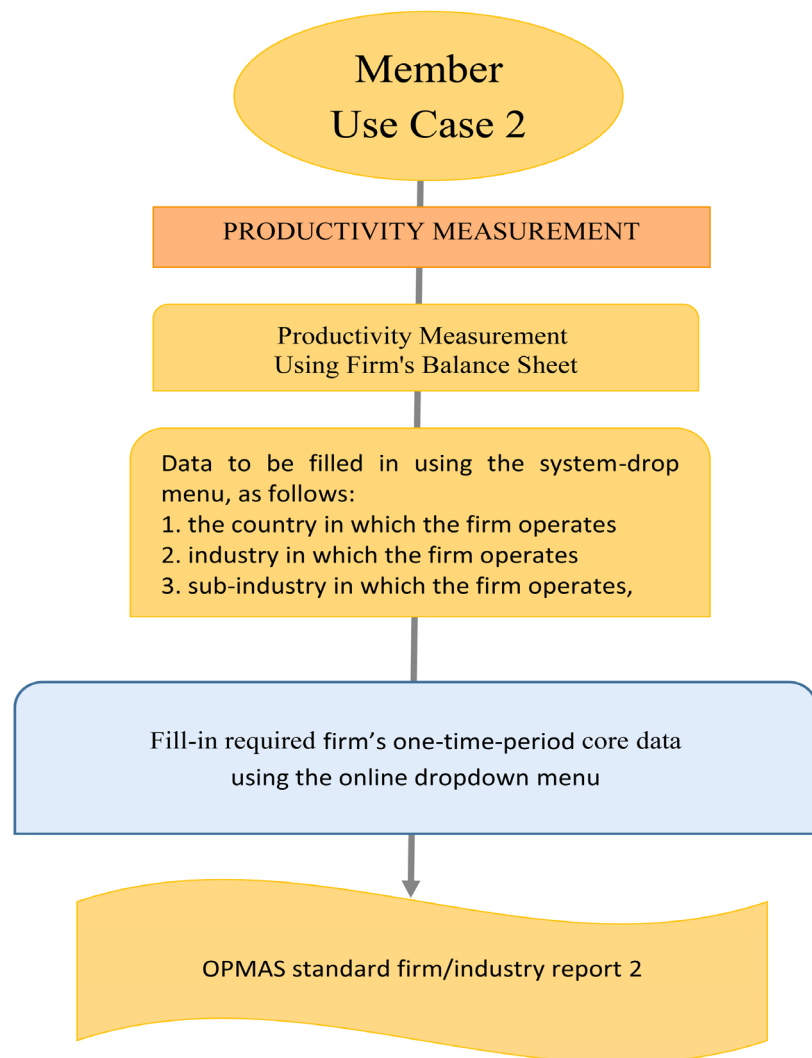 Member
Use Case 2
PRODUCTIVITY MEASUREMENT
Productivity Measurement
Using Firm's Balance Sheet
Data to be filled in using the system-drop
menu, as follows:
1. the country in which the firm operates
2. industry in which the firm operates
3. sub-industry in which the firm operates,
Fill-in required firm’s one-time-period core data
using the online dropdown menu
OPMAS standard firm/industry report 2